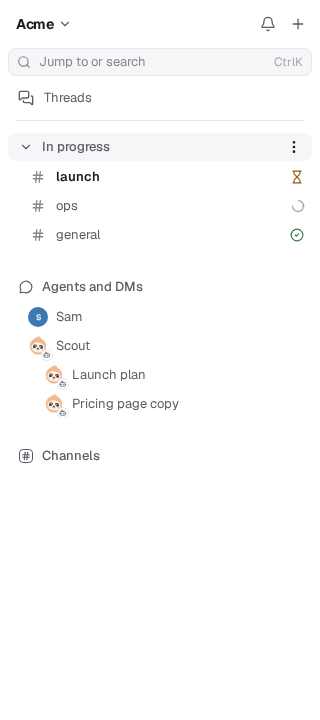 Acme
Jump to or search CtrlK
Threads
In progress
# launch
# ops
# general
Agents and DMs
S Sam
Scout
Launch plan
Pricing page copy
# Channels